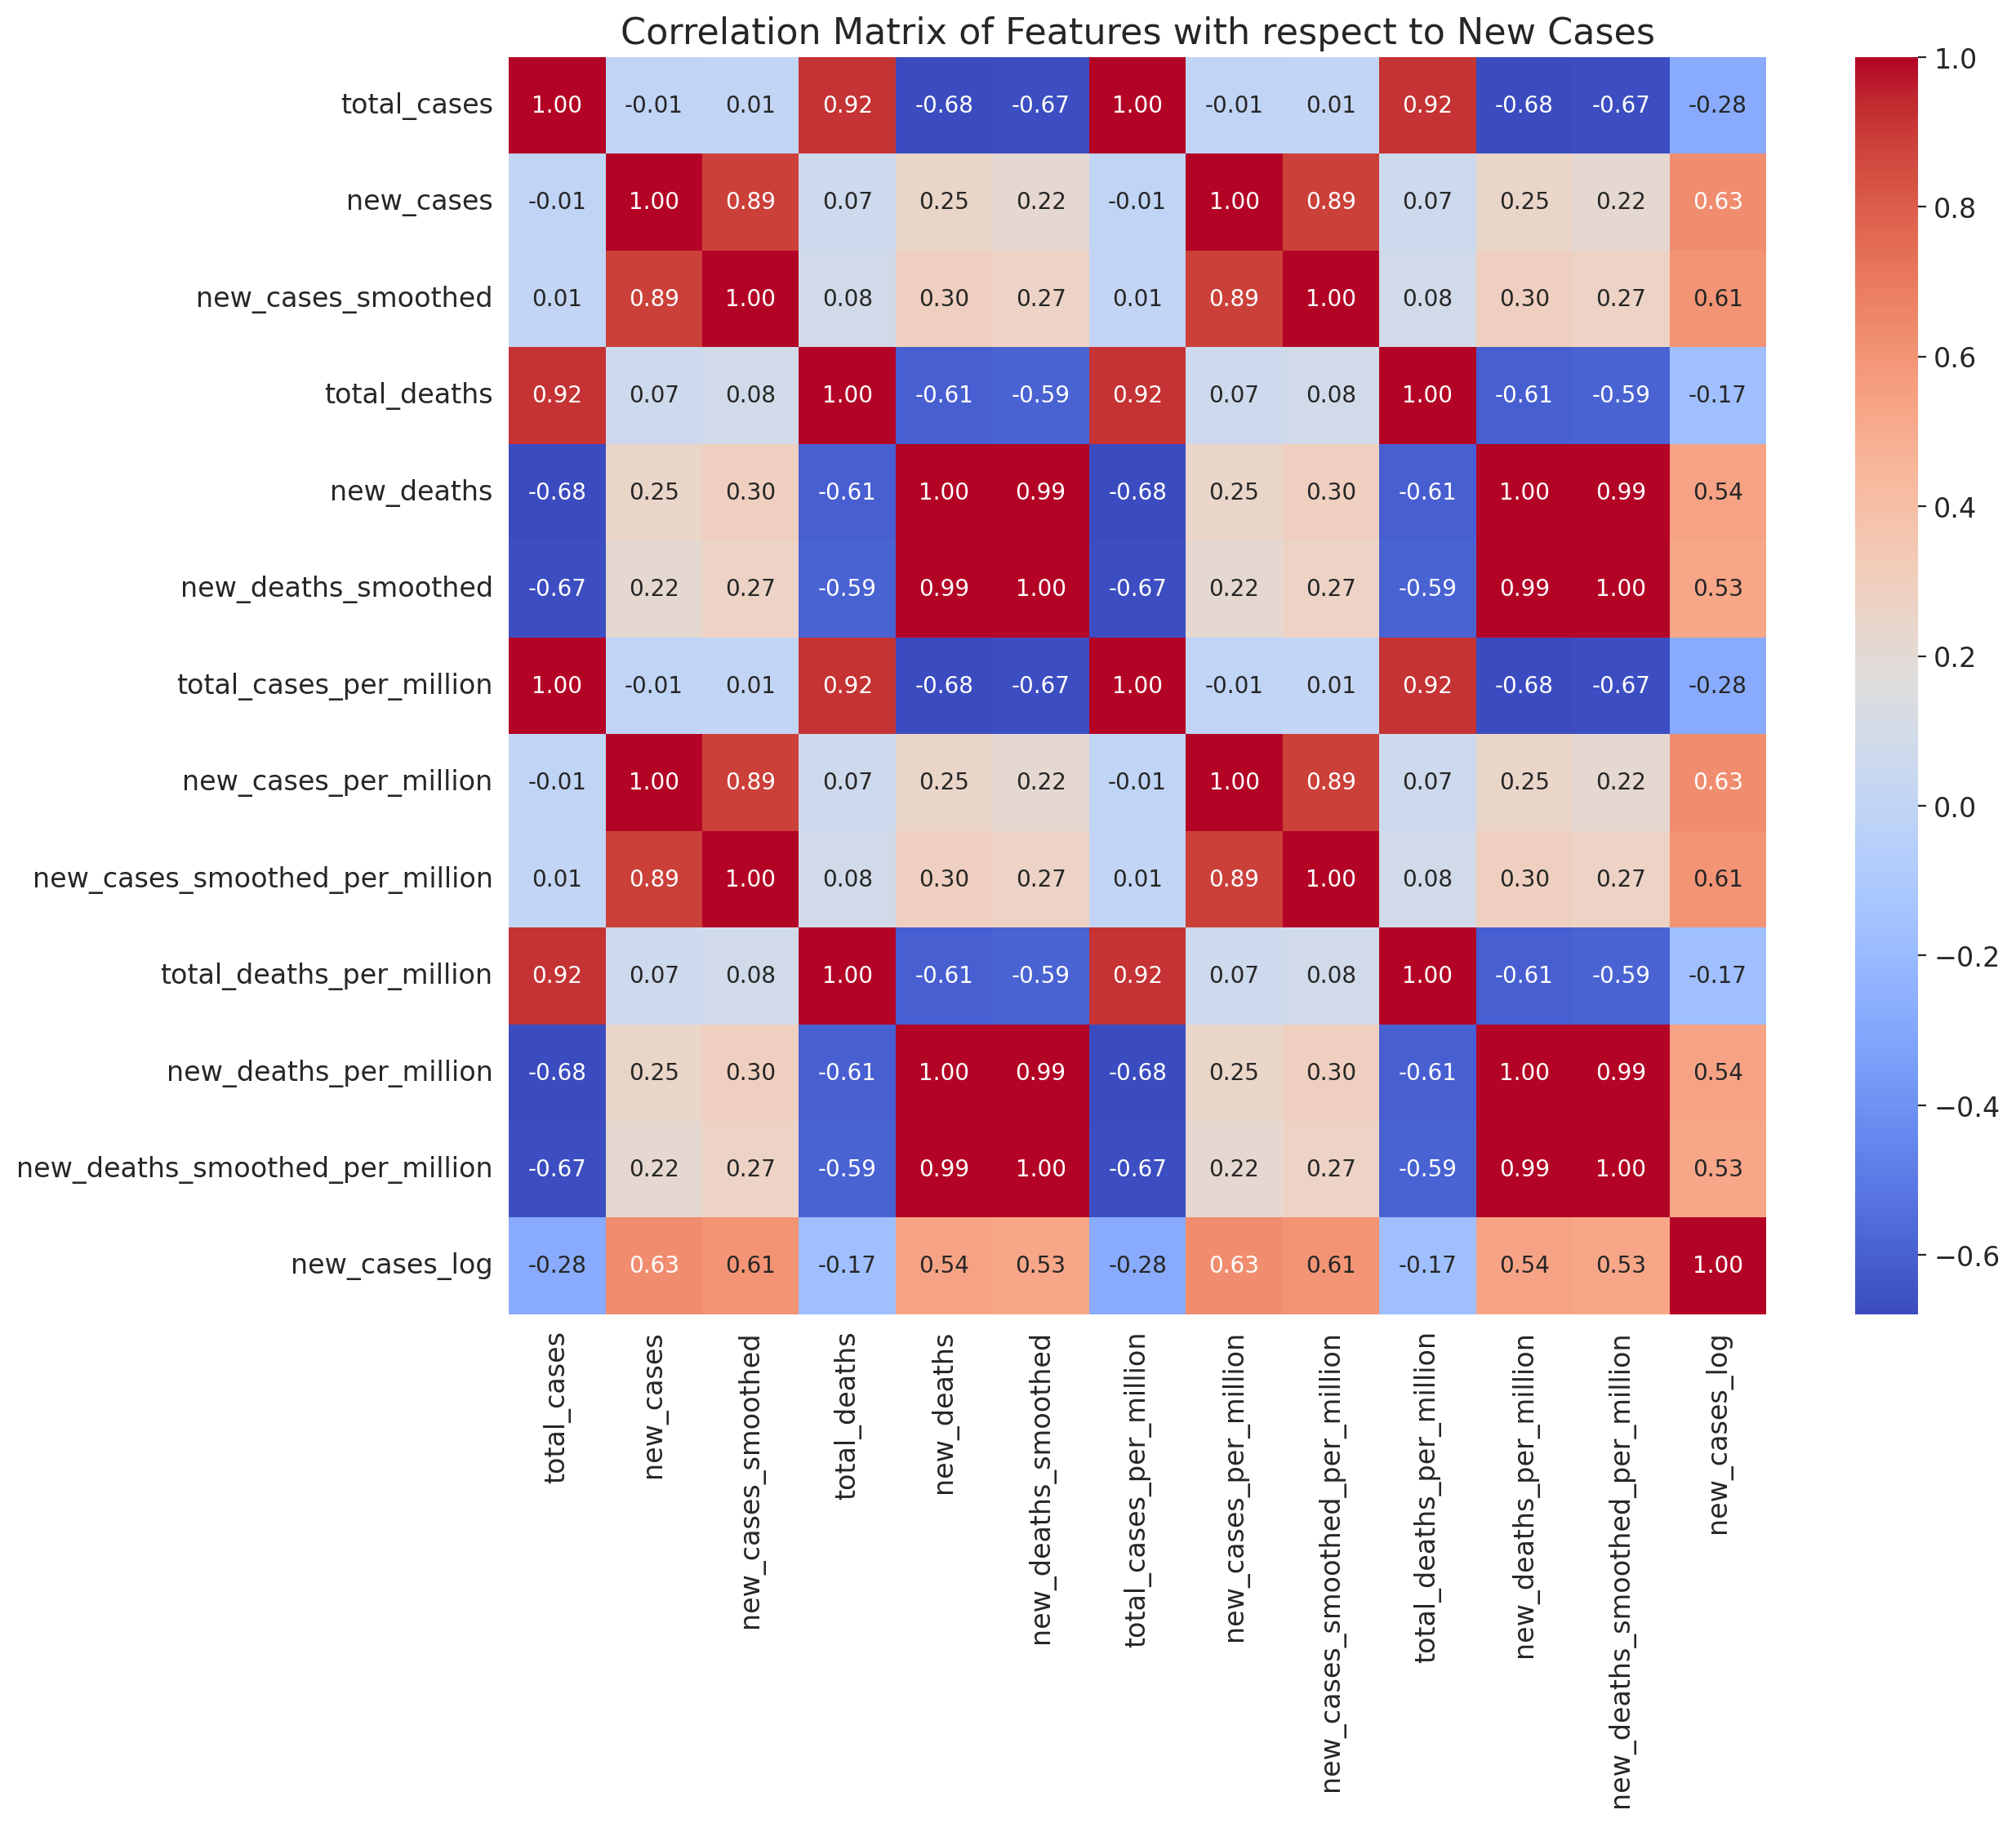 Correlation Matrix of Features with respect to New Cases
total_cases 1.00 -0.01 0.01 0.92 -0.68 -0.67 1.00 -0.01 0.01 0.92 -0.68 -0.67 -0.28
new_cases -0.01 1.00 0.89 0.07 0.25 0.22 -0.01 1.00 0.89 0.07 0.25 0.22 0.63
new_cases_smoothed 0.01 0.89 1.00 0.08 0.30 0.27 0.01 0.89 1.00 0.08 0.30 0.27 0.61
total_deaths 0.92 0.07 0.08 1.00 -0.61 -0.59 0.92 0.07 0.08 1.00 -0.61 -0.59 -0.17
new_deaths -0.68 0.25 0.30 -0.61 1.00 0.99 -0.68 0.25 0.30 -0.61 1.00 0.99 0.54
new_deaths_smoothed -0.67 0.22 0.27 -0.59 0.99 1.00 -0.67 0.22 0.27 -0.59 0.99 1.00 0.53
total_cases_per_million 1.00 -0.01 0.01 0.92 -0.68 -0.67 1.00 -0.01 0.01 0.92 -0.68 -0.67 -0.28
new_cases_per_million -0.01 1.00 0.89 0.07 0.25 0.22 -0.01 1.00 0.89 0.07 0.25 0.22 0.63
new_cases_smoothed_per_million 0.01 0.89 1.00 0.08 0.30 0.27 0.01 0.89 1.00 0.08 0.30 0.27 0.61
total_deaths_per_million 0.92 0.07 0.08 1.00 -0.61 -0.59 0.92 0.07 0.08 1.00 -0.61 -0.59 -0.17
new_deaths_per_million -0.68 0.25 0.30 -0.61 1.00 0.99 -0.68 0.25 0.30 -0.61 1.00 0.99 0.54
new_deaths_smoothed_per_million -0.67 0.22 0.27 -0.59 0.99 1.00 -0.67 0.22 0.27 -0.59 0.99 1.00 0.53
new_cases_log -0.28 0.63 0.61 -0.17 0.54 0.53 -0.28 0.63 0.61 -0.17 0.54 0.53 1.00
total_cases
new_cases
new_cases_smoothed
total_deaths
new_deaths
new_deaths_smoothed
total_cases_per_million
new_cases_per_million
new_cases_smoothed_per_million
total_deaths_per_million
new_deaths_per_million
new_deaths_smoothed_per_million
new_cases_log
1.0
0.8
0.6
0.4
0.2
0.0
−0.2
−0.4
−0.6